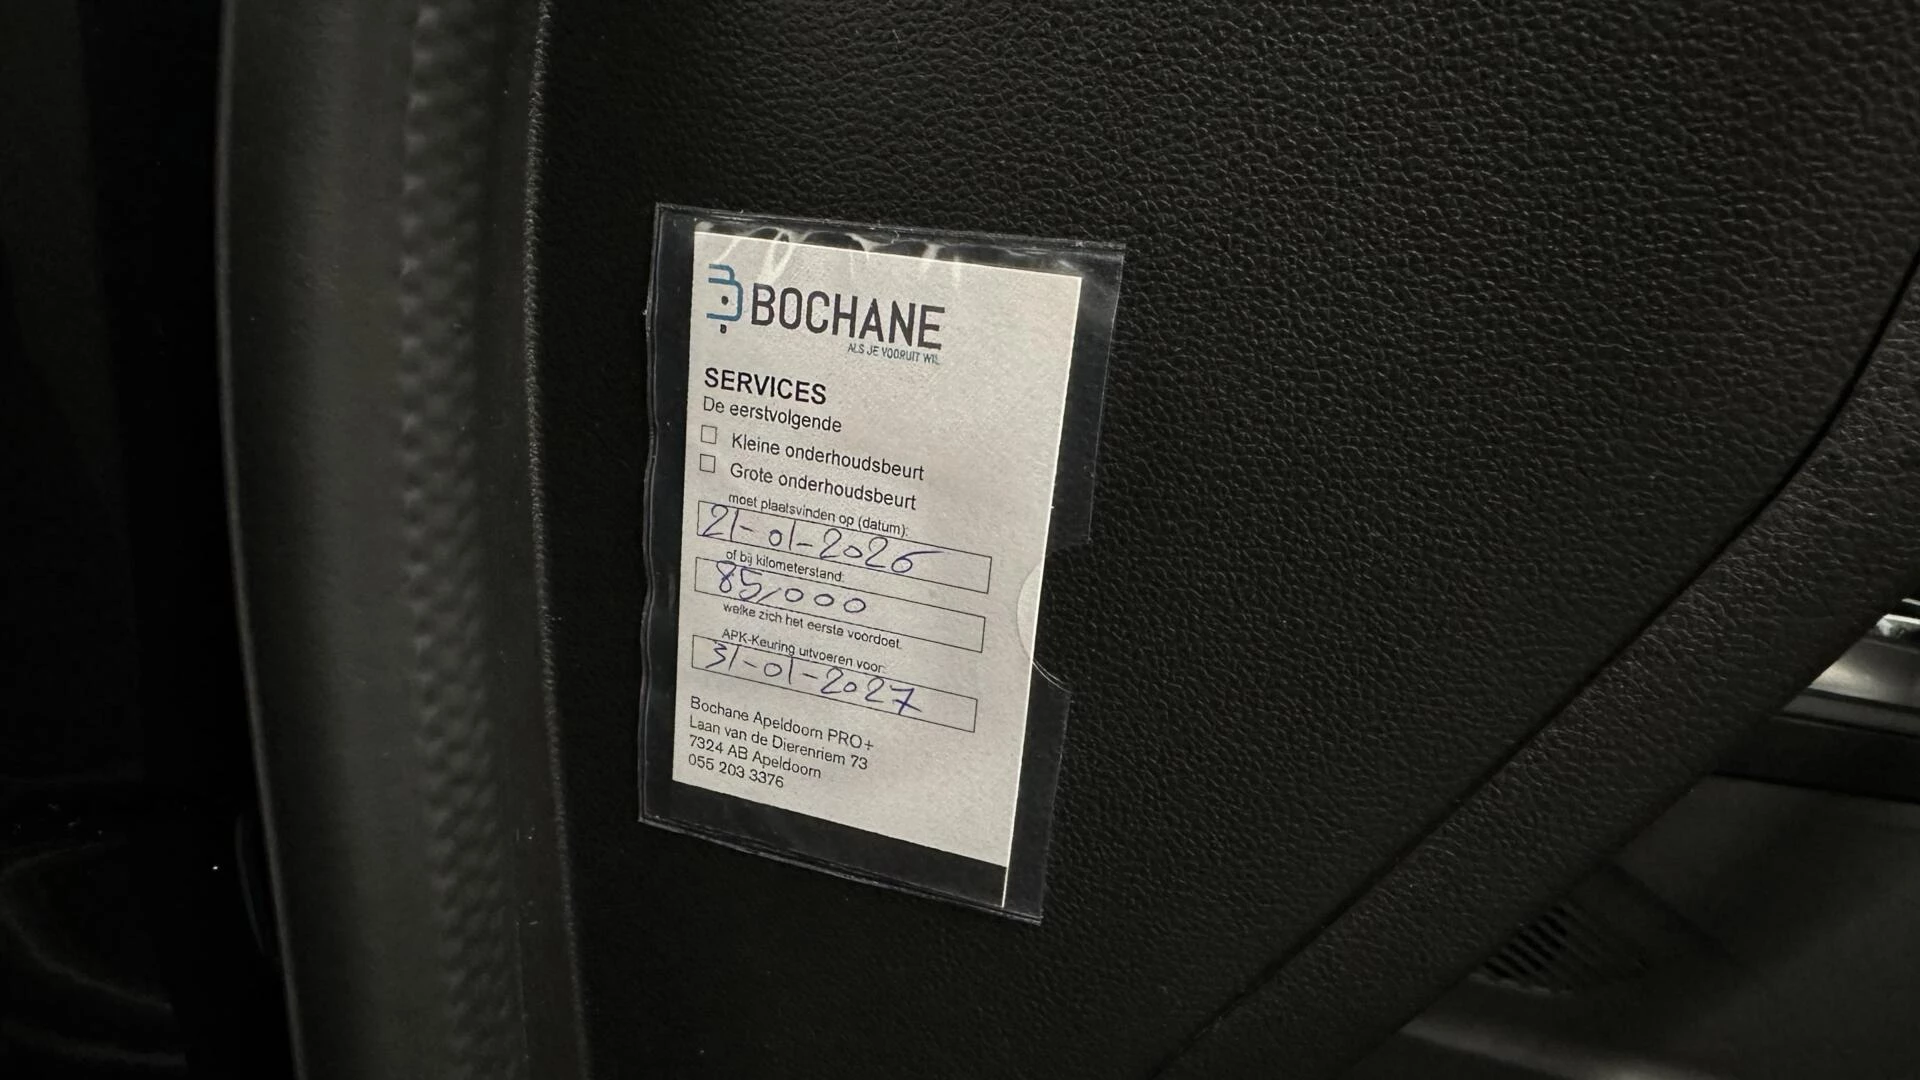 BOCHANE
ALS JE VOORUIT WIL
SERVICES
De eerstvolgende
Kleine onderhoudsbeurt
Grote onderhoudsbeurt
moet plaatsvinden op (datum):
21-01-2026
of bij kilometerstand:
85,000
welke zich het eerste voordoet.
APK-Keuring uitvoeren voor:
31-01-2027
Bochane Apeldoorn PRO+
Laan van de Dierenriem 73
7324 AB Apeldoorn
055 203 3376